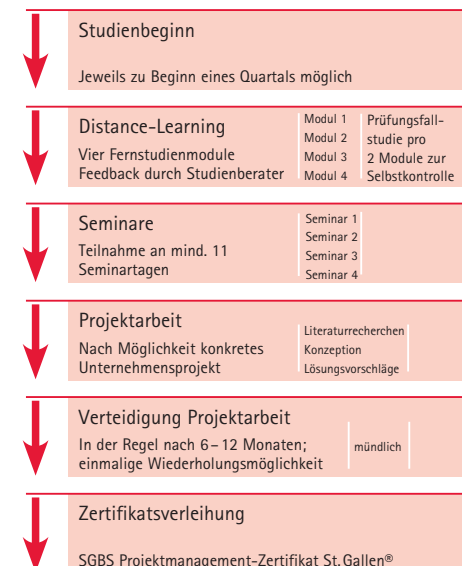 Studienbeginn
Jeweils zu Beginn eines Quartals möglich
Distance-Learning
Vier Fernstudienmodule
Feedback durch Studienberater
Modul 1
Modul 2
Modul 3
Modul 4
Prüfungsfall-
studie pro
2 Module zur
Selbstkontrolle
Seminare
Teilnahme an mind. 11
Seminartagen
Seminar 1
Seminar 2
Seminar 3
Seminar 4
Projektarbeit
Nach Möglichkeit konkretes
Unternehmensprojekt
Literaturrecherchen
Konzeption
Lösungsvorschläge
Verteidigung Projektarbeit
In der Regel nach 6–12 Monaten;
einmalige Wiederholungsmöglichkeit
mündlich
Zertifikatsverleihung
SGBS Projektmanagement-Zertifikat St. Gallen®